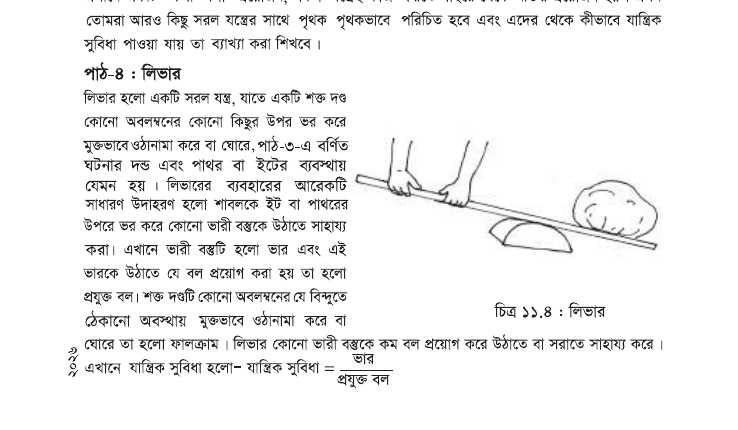 তোমরা আরও কিছু সরল যন্ত্রের সাথে পৃথক পৃথকভাবে পরিচিত হবে এবং এদের থেকে কীভাবে যান্ত্রিক
সুবিধা পাওয়া যায় তা ব্যাখ্যা করা শিখবে।
পাঠ-৪ : লিভার
লিভার হলো একটি সরল যন্ত্র, যাতে একটি শক্ত দণ্ড
কোনো অবলম্বনের কোনো কিছুর উপর ভর করে
মুক্তভাবে ওঠানামা করে বা ঘোরে, পাঠ-৩-এ বর্ণিত
ঘটনার দন্ড এবং পাথর বা ইটের ব্যবস্থায়
যেমন হয় । লিভারের ব্যবহারের আরেকটি
সাধারণ উদাহরণ হলো শাবলকে ইট বা পাথরের
উপরে ভর করে কোনো ভারী বস্তুকে উঠাতে সাহায্য
করা। এখানে ভারী বস্তুটি হলো ভার এবং এই
ভারকে উঠাতে যে বল প্রয়োগ করা হয় তা হলো
প্রযুক্ত বল। শক্ত দণ্ডটি কোনো অবলম্বনের যে বিন্দুতে
ঠেকানো অবস্থায় মুক্তভাবে ওঠানামা করে বা
ঘোরে তা হলো ফালক্রাম । লিভার কোনো ভারী বস্তুকে কম বল প্রয়োগ করে উঠাতে বা সরাতে সাহায্য করে ।
এখানে যান্ত্রিক সুবিধা হলো- যান্ত্রিক সুবিধা = ভার
প্রযুক্ত বল
চিত্র ১১.৪ : লিভার
২০২৬